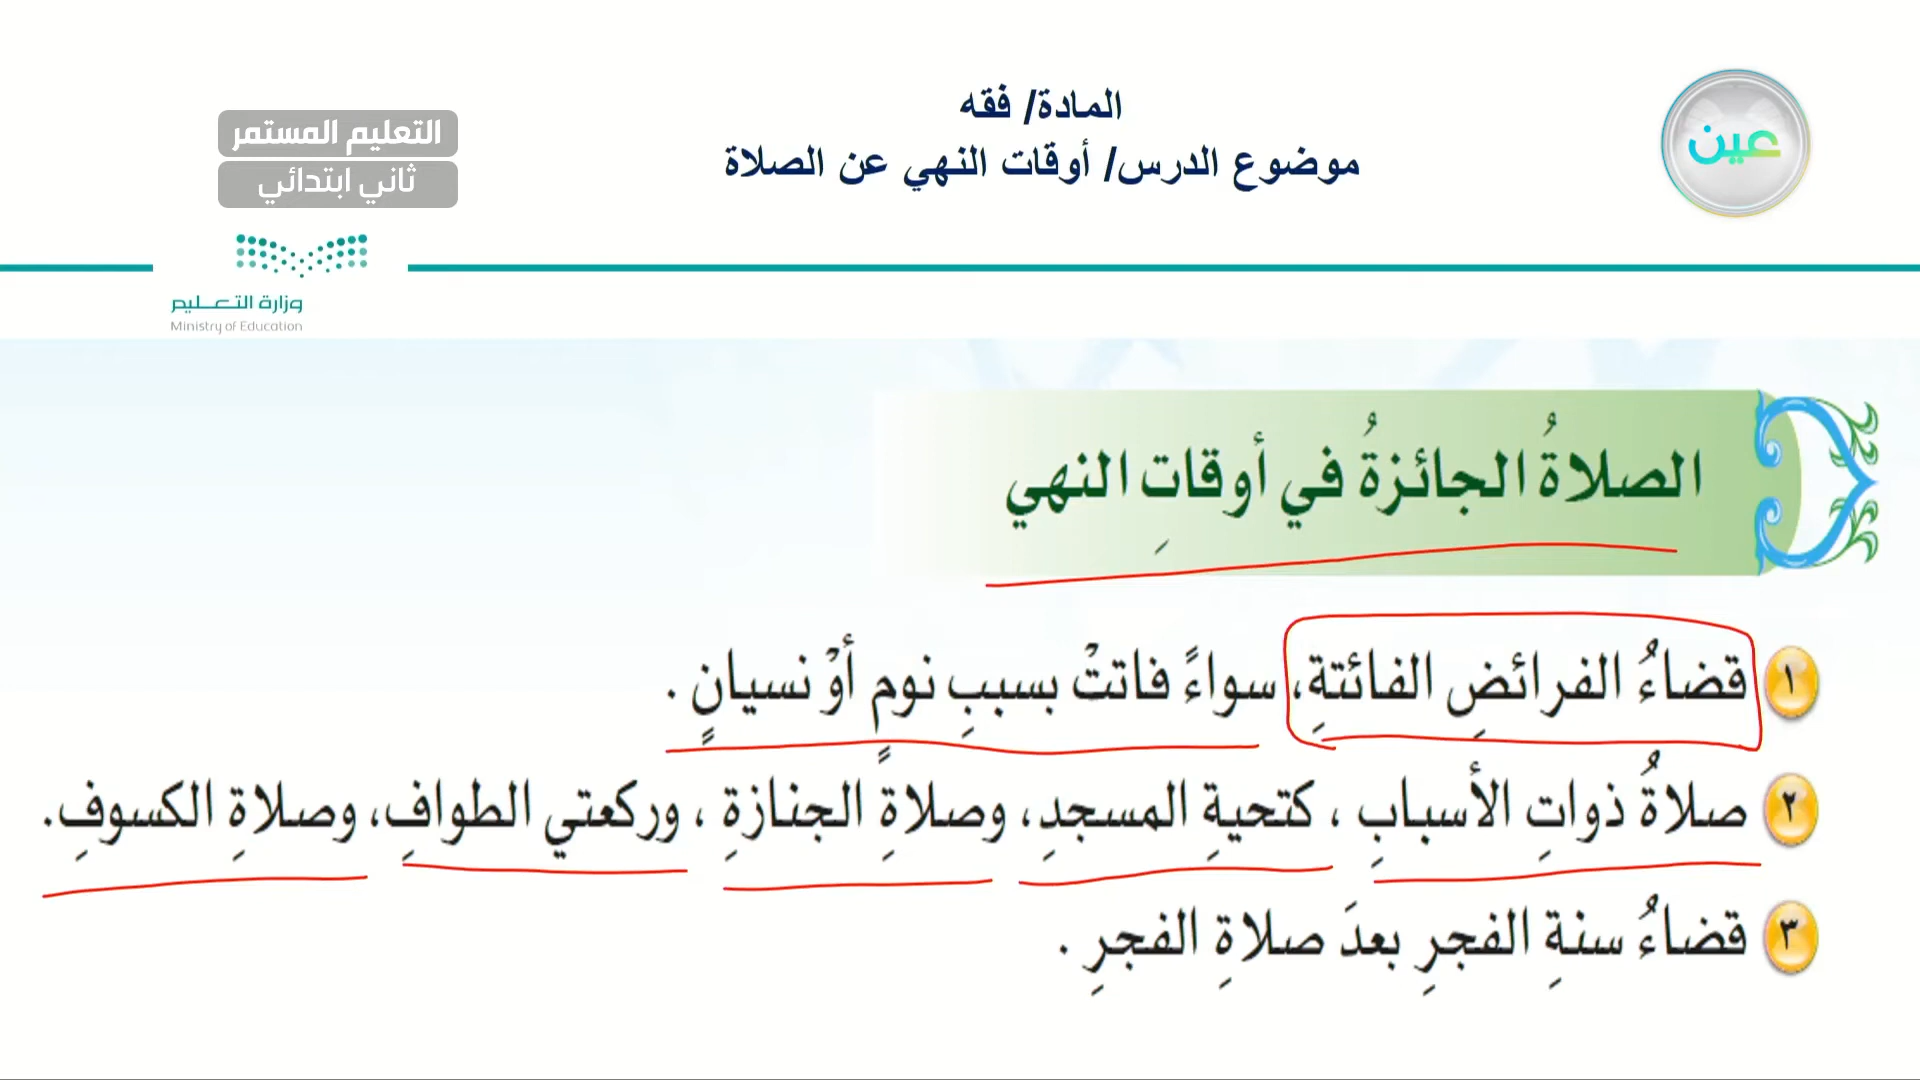 المادة/ فقه
موضوع الدرس/ أوقات النهي عن الصلاة
عين
التعليم المستمر
ثاني ابتدائي
وزارة التعـــليم
Ministry of Education
الصلاةُ الجائزةُ في أوقاتِ النهي
١ قضاءُ الفرائضِ الفائتةِ، سواءً فاتتْ بسببِ نومٍ أوْ نسيانٍ .
٢ صلاةُ ذواتِ الأسبابِ ، كتحيةِ المسجدِ، وصلاةِ الجنازةِ ، وركعتي الطوافِ، وصلاةِ الكسوفِ.
٣ قضاءُ سنةِ الفجرِ بعدَ صلاةِ الفجرِ .